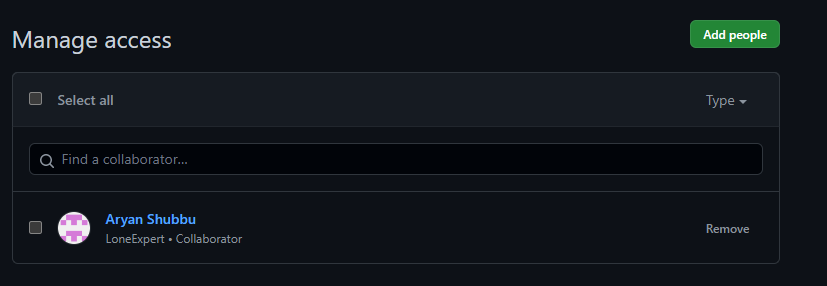 Manage access
Add people
Select all
Type
Find a collaborator...
Aryan Shubbu
LoneExpert • Collaborator
Remove